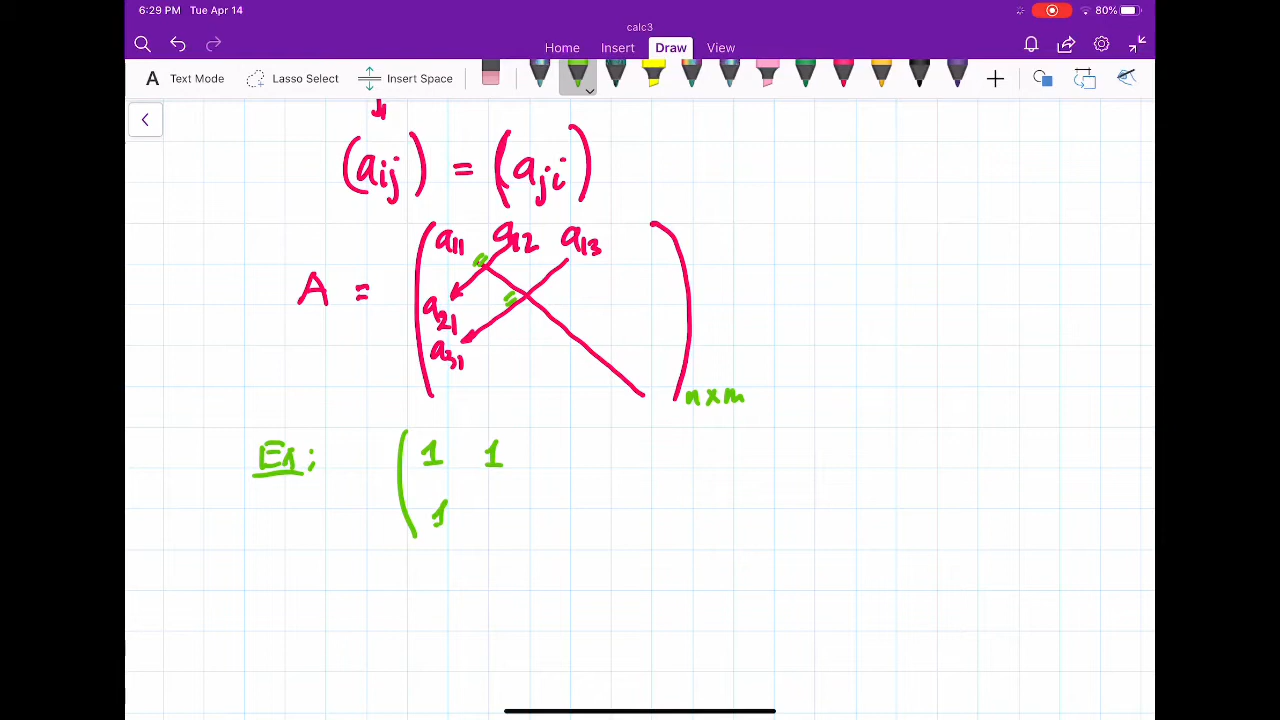 6:29 PM Tue Apr 14
80%
calc3
Home Insert Draw View
A Text Mode Lasso Select Insert Space
(aij) = (aji)
a11 a12 a13
=
A = =
a21
a31
n x m
Ex: 1 1
1